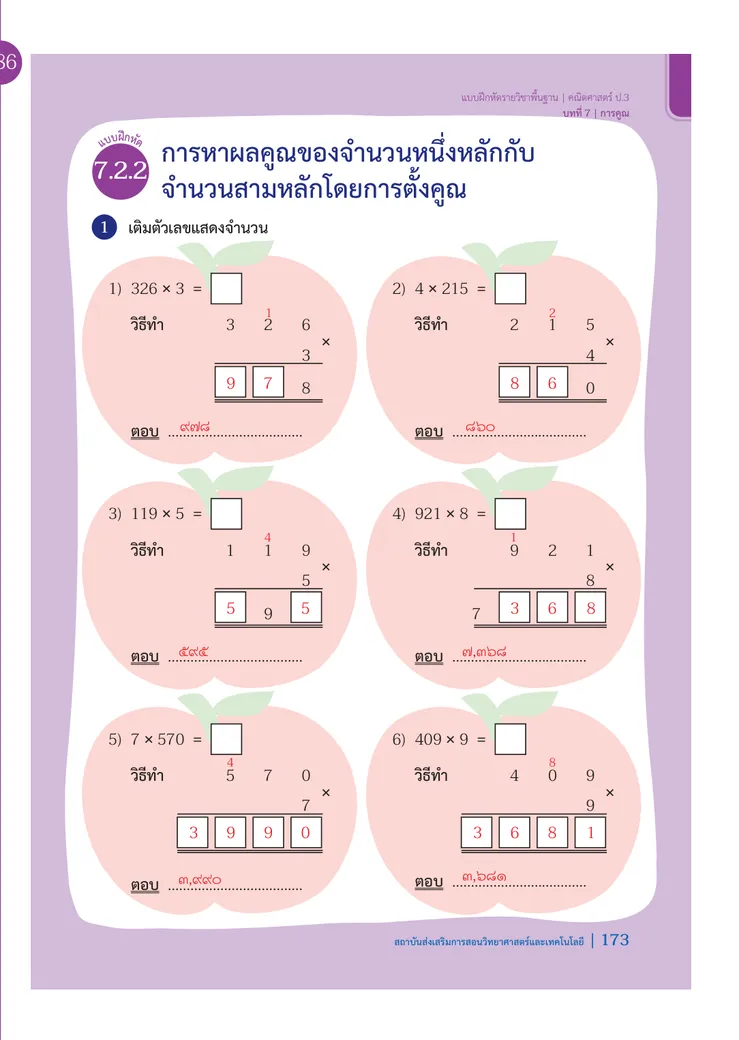 86
แบบฝึกหัดรายวิชาพื้นฐาน | คณิตศาสตร์ ป.3
บทที่ 7 | การคูณ
แบบฝึกหัด
7.2.2
การหาผลคูณของจำนวนหนึ่งหลักกับ
จำนวนสามหลักโดยการตั้งคูณ
1 เติมตัวเลขแสดงจำนวน
1) 326 × 3 =
1
วิธีทำ 3 2 6
×
3
9 7 8
ตอบ ๙๗๘
2) 4 × 215 =
2
วิธีทำ 2 1 5
×
4
8 6 0
ตอบ ๘๖๐
3) 119 × 5 =
4
วิธีทำ 1 1 9
×
5
5 9 5
ตอบ ๕๙๕
4) 921 × 8 =
1
วิธีทำ 9 2 1
×
8
7 3 6 8
ตอบ ๗,๓๖๘
5) 7 × 570 =
4
วิธีทำ 5 7 0
×
7
3 9 9 0
ตอบ ๓,๙๙๐
6) 409 × 9 =
8
วิธีทำ 4 0 9
×
9
3 6 8 1
ตอบ ๓,๖๘๑
สถาบันส่งเสริมการสอนวิทยาศาสตร์และเทคโนโลยี | 173